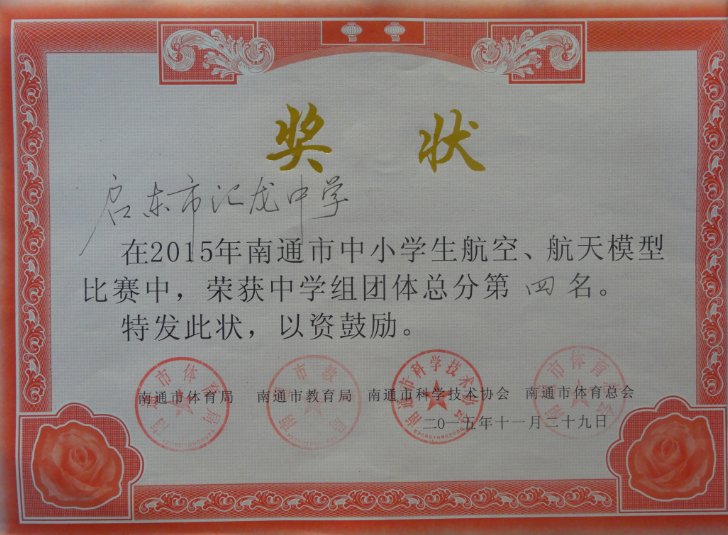 奖状
启东市汇龙中学
在2015年南通市中小学生航空、航天模型
比赛中，荣获中学组团体总分第四名。
特发此状，以资鼓励。
南通市体育局 南通市教育局 南通市科学技术协会 南通市体育总会
二〇一五年十一月二十九日